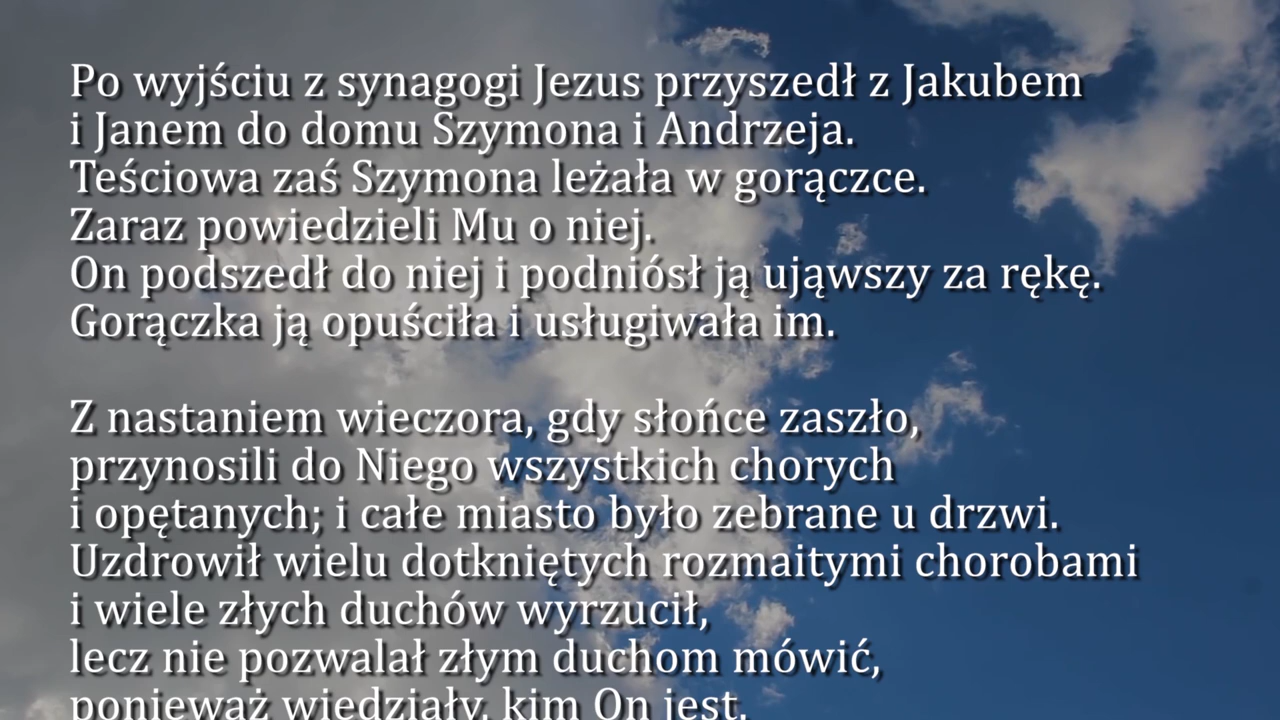 Po wyjściu z synagogi Jezus przyszedł z Jakubem
i Janem do domu Szymona i Andrzeja.
Teściowa zaś Szymona leżała w gorączce.
Zaraz powiedzieli Mu o niej.
On podszedł do niej i podniósł ją ująwszy za rękę.
Gorączka ją opuściła i usługiwała im.

Z nastaniem wieczora, gdy słońce zaszło,
przynosili do Niego wszystkich chorych
i opętanych; i całe miasto było zebrane u drzwi.
Uzdrowił wielu dotkniętych rozmaitymi chorobami
i wiele złych duchów wyrzucił,
lecz nie pozwalał złym duchom mówić,
ponieważ wiedziały, kim On jest.